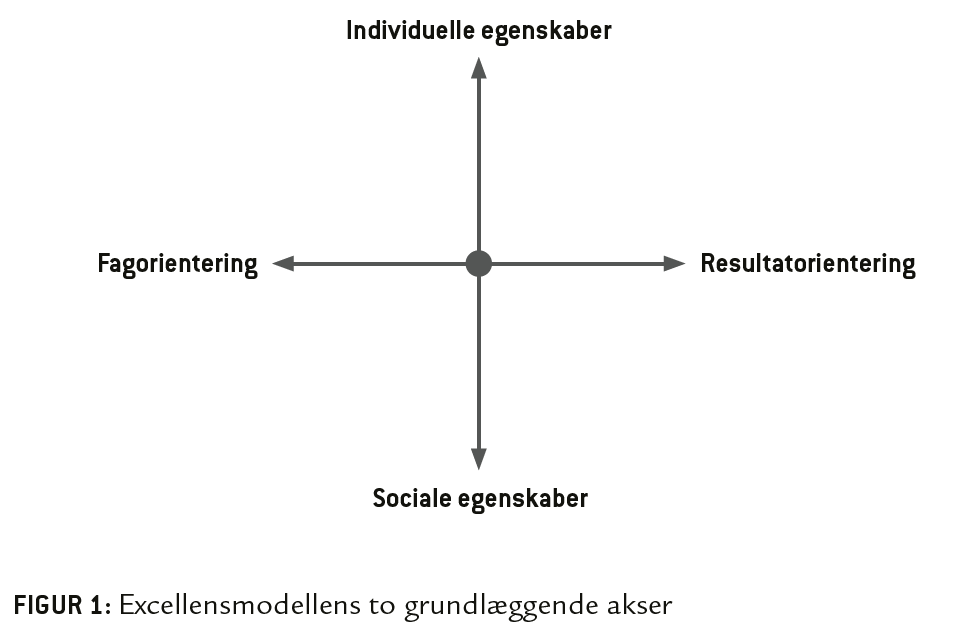 Individuelle egenskaber
Fagorientering
Resultatorientering
Sociale egenskaber
FIGUR 1: Excellensmodellens to grundlæggende akser